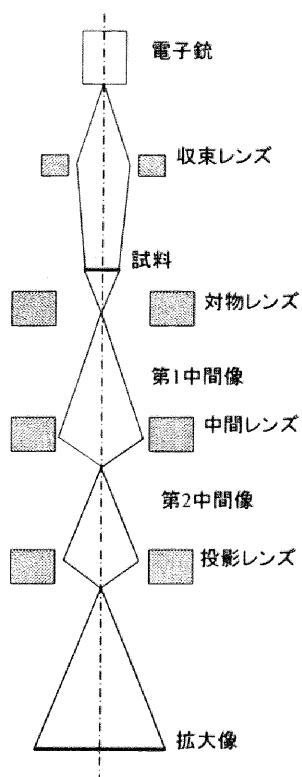 電子銃
収束レンズ
試料
対物レンズ
第1中間像
中間レンズ
第2中間像
投影レンズ
拡大像